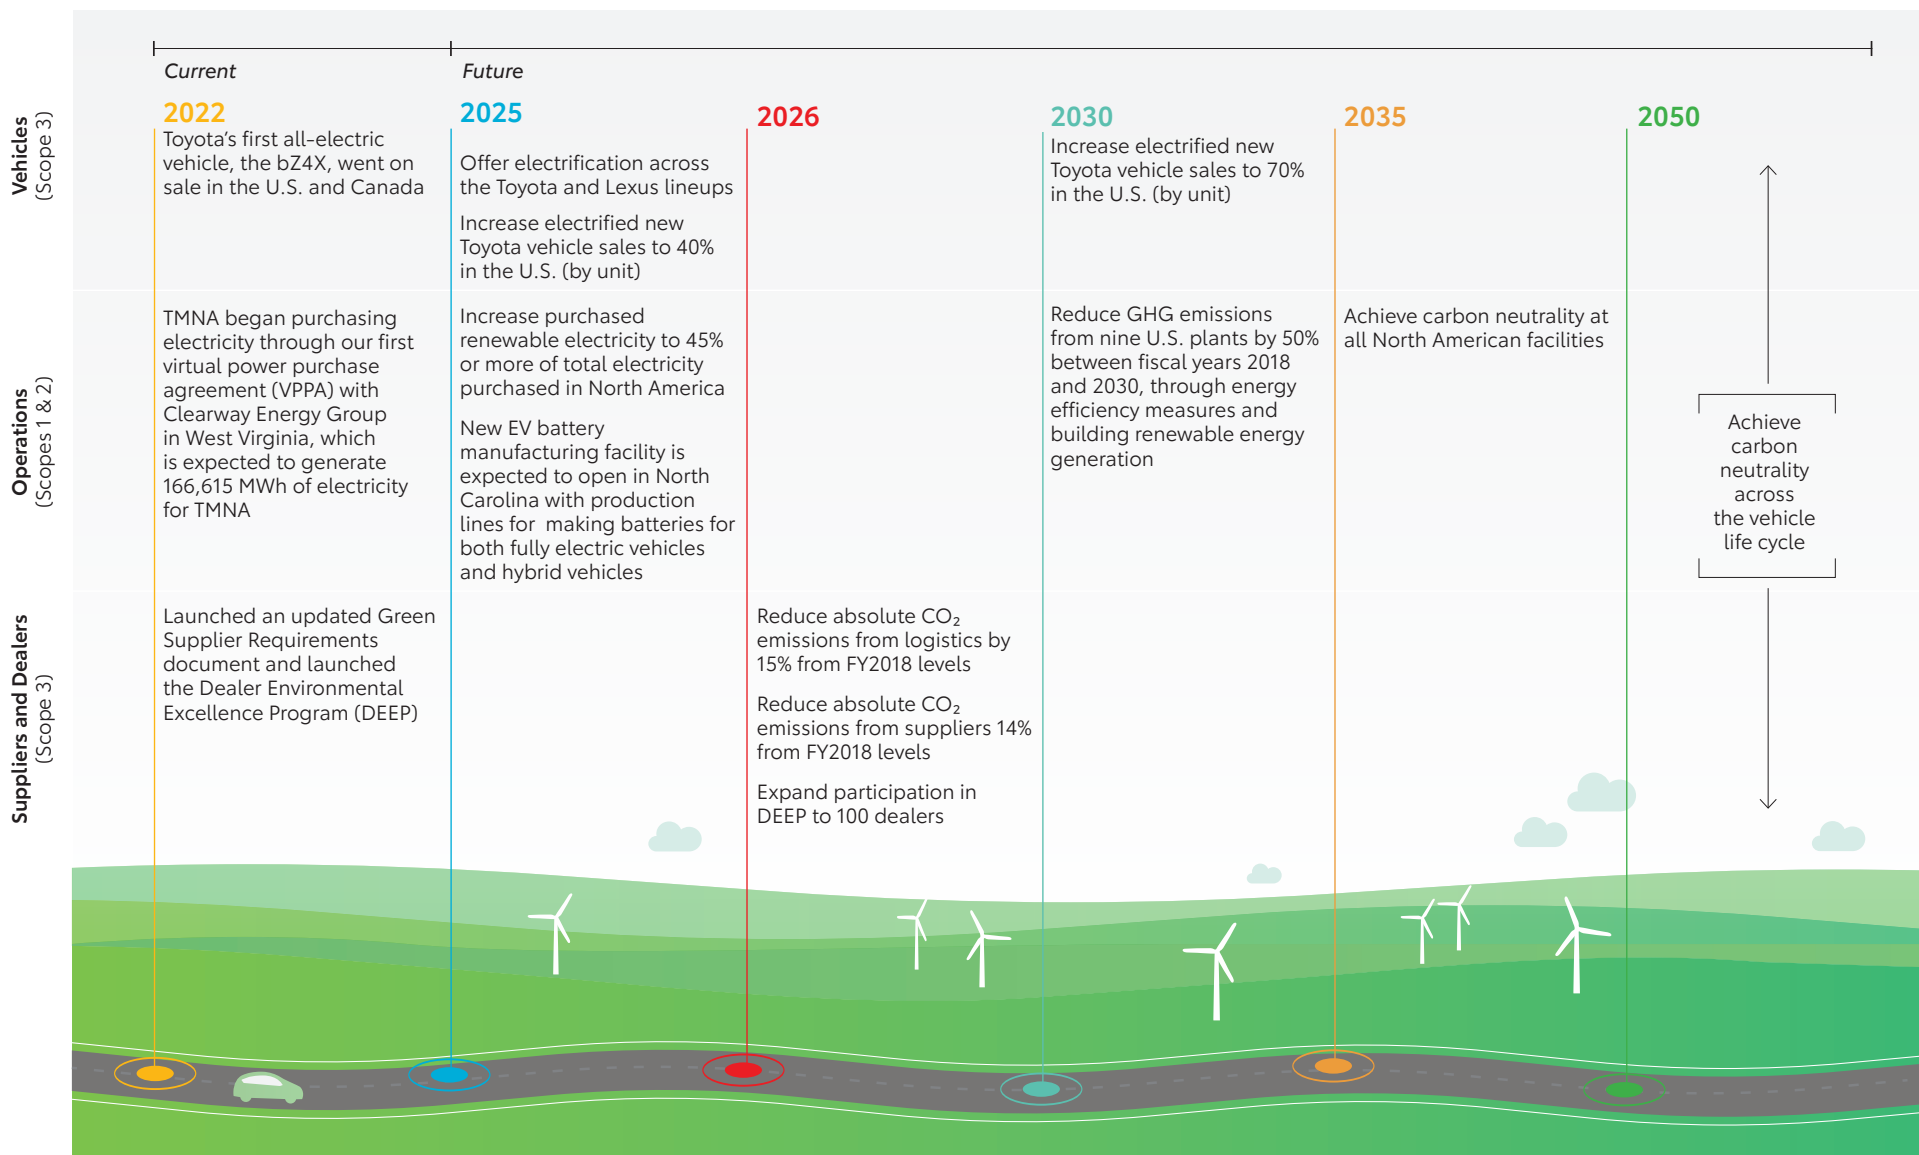 Current
Future
2022
2025
2026
2030
2035
2050
Vehicles
(Scope 3)
Toyota's first all-electric
vehicle, the bZ4X, went on
sale in the U.S. and Canada
Offer electrification across
the Toyota and Lexus lineups
Increase electrified new
Toyota vehicle sales to 40%
in the U.S. (by unit)
Increase electrified new
Toyota vehicle sales to 70%
in the U.S. (by unit)
Operations
(Scopes 1 & 2)
TMNA began purchasing
electricity through our first
virtual power purchase
agreement (VPPA) with
Clearway Energy Group
in West Virginia, which
is expected to generate
166,615 MWh of electricity
for TMNA
Increase purchased
renewable electricity to 45%
or more of total electricity
purchased in North America
New EV battery
manufacturing facility is
expected to open in North
Carolina with production
lines for making batteries for
both fully electric vehicles
and hybrid vehicles
Reduce GHG emissions
from nine U.S. plants by 50%
between fiscal years 2018
and 2030, through energy
efficiency measures and
building renewable energy
generation
Achieve carbon neutrality at
all North American facilities
Achieve
carbon
neutrality
across
the vehicle
life cycle
Suppliers and Dealers
(Scope 3)
Launched an updated Green
Supplier Requirements
document and launched
the Dealer Environmental
Excellence Program (DEEP)
Reduce absolute CO₂
emissions from logistics by
15% from FY2018 levels
Reduce absolute CO₂
emissions from suppliers 14%
from FY2018 levels
Expand participation in
DEEP to 100 dealers